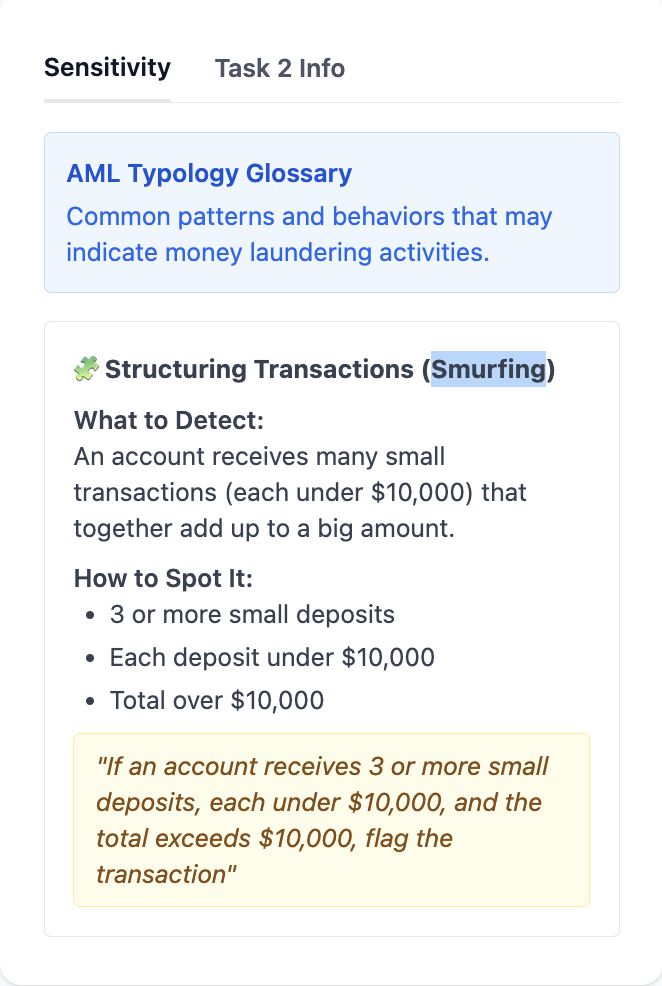 Sensitivity Task 2 Info
AML Typology Glossary
Common patterns and behaviors that may
indicate money laundering activities.
🧩 Structuring Transactions (Smurfing)
What to Detect:
An account receives many small
transactions (each under $10,000) that
together add up to a big amount.
How to Spot It:
• 3 or more small deposits
• Each deposit under $10,000
• Total over $10,000
"If an account receives 3 or more small
deposits, each under $10,000, and the
total exceeds $10,000, flag the
transaction"